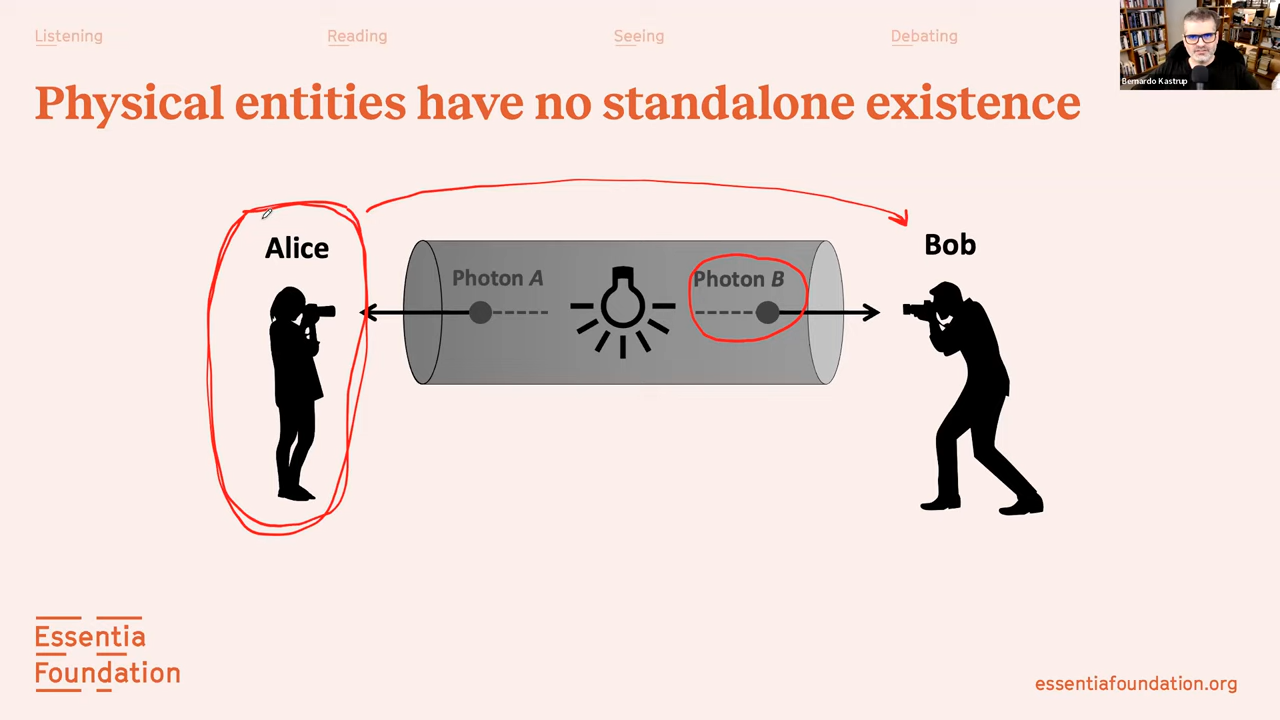 Listening
Reading
Seeing
Debating
Bernardo Kastrup
Physical entities have no standalone existence
Alice
Photon A
Photon B
Bob
Essentia
Foundation
essentiafoundation.org